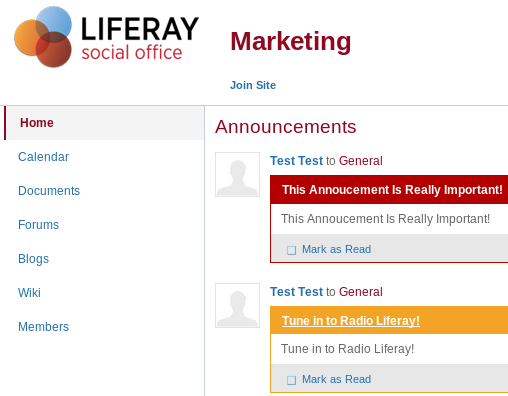 LIFERAY
social office
Marketing
Join Site
Home
Calendar
Documents
Forums
Blogs
Wiki
Members
Announcements
Test Test to General
This Annoucement Is Really Important!
This Annoucement Is Really Important!
Mark as Read
Test Test to General
Tune in to Radio Liferay!
Tune in to Radio Liferay!
Mark as Read